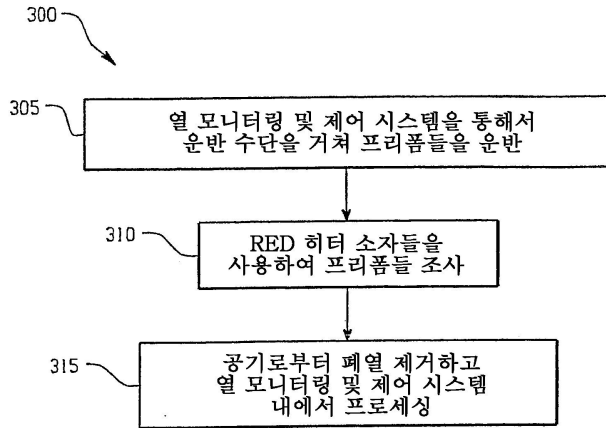 300
305
열 모니터링 및 제어 시스템을 통해서
운반 수단을 거쳐 프리폼들을 운반
310
RED 히터 소자들을
사용하여 프리폼들 조사
315
공기로부터 폐열 제거하고
열 모니터링 및 제어 시스템
내에서 프로세싱